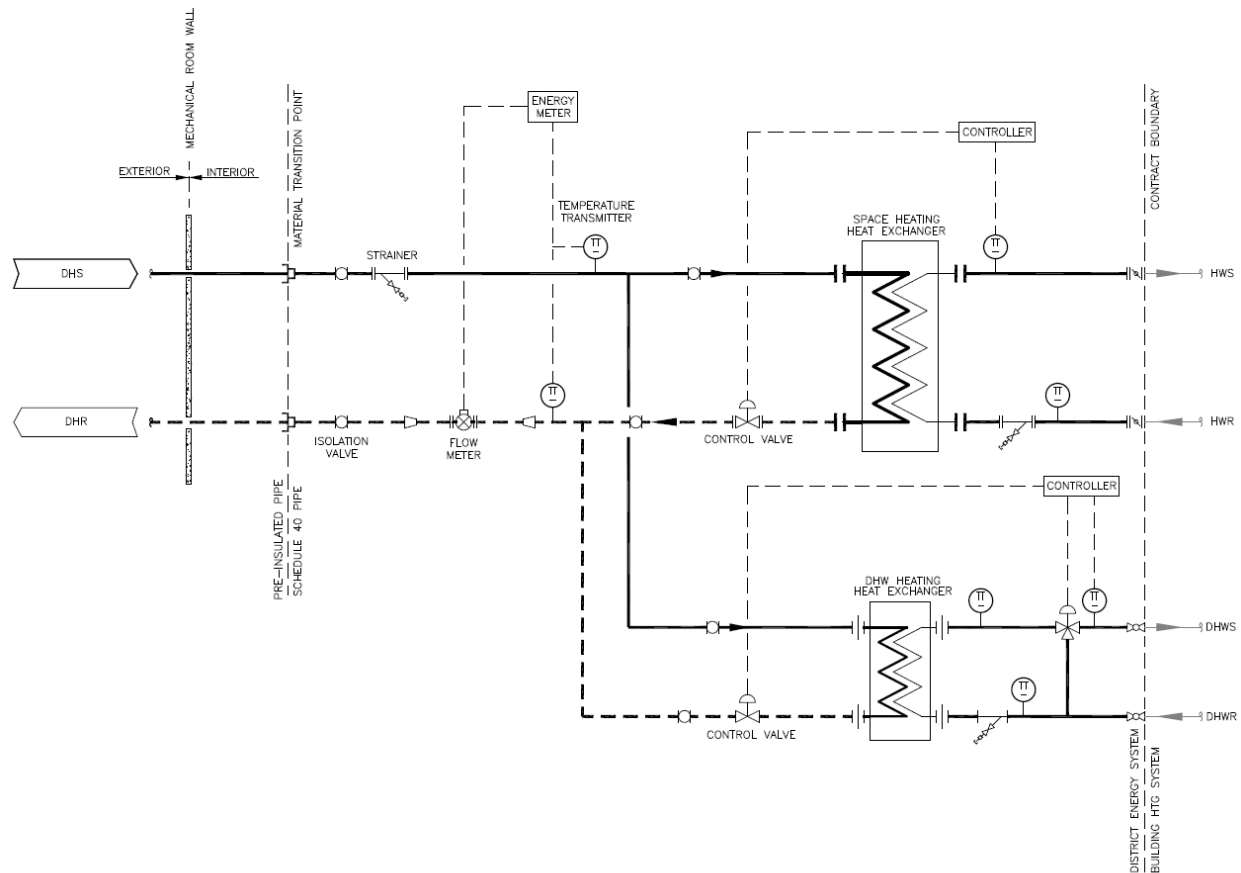 MECHANICAL ROOM WALL
EXTERIOR
INTERIOR
MATERIAL TRANSITION POINT
ENERGY
METER
CONTROLLER
CONTRACT BOUNDARY
TEMPERATURE
TRANSMITTER
TT
TT
SPACE HEATING
HEAT EXCHANGER
STRAINER
DHS
HWS
TT
TT
DHR
ISOLATION
VALVE
FLOW
METER
CONTROL VALVE
HWR
PRE-INSULATED PIPE
SCHEDULE 40 PIPE
CONTROLLER
DHW HEATING
HEAT EXCHANGER
TT
TT
DHWS
TT
CONTROL VALVE
DHWR
DISTRICT ENERGY SYSTEM
BUILDING HTG SYSTEM